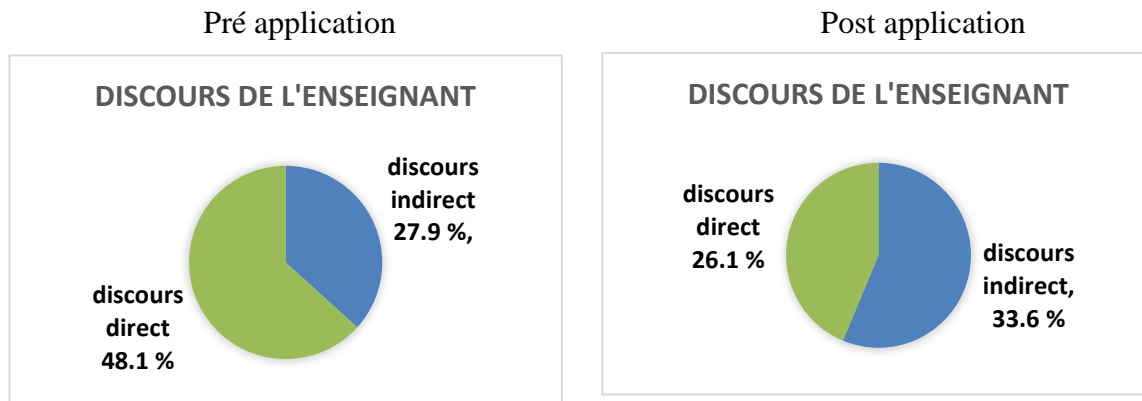 Pré application
DISCOURS DE L'ENSEIGNANT
discours
indirect
27.9 %,
discours
direct
48.1 %
Post application
DISCOURS DE L'ENSEIGNANT
discours
direct
26.1 %
discours
indirect,
33.6 %